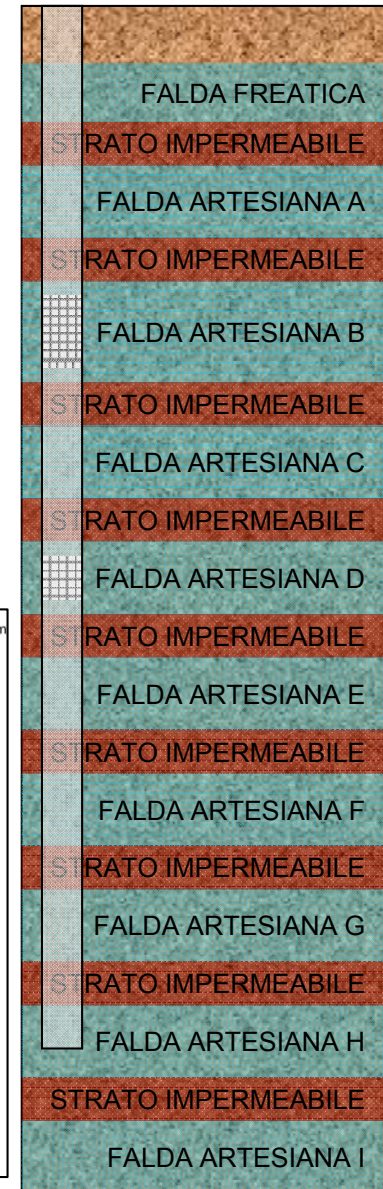 FALDA FREATICA
STRATO IMPERMEABILE
FALDA ARTESIANA A
STRATO IMPERMEABILE
FALDA ARTESIANA B
STRATO IMPERMEABILE
FALDA ARTESIANA C
STRATO IMPERMEABILE
FALDA ARTESIANA D
m
STRATO IMPERMEABILE
FALDA ARTESIANA E
STRATO IMPERMEABILE
FALDA ARTESIANA F
STRATO IMPERMEABILE
FALDA ARTESIANA G
STRATO IMPERMEABILE
FALDA ARTESIANA H
STRATO IMPERMEABILE
FALDA ARTESIANA I